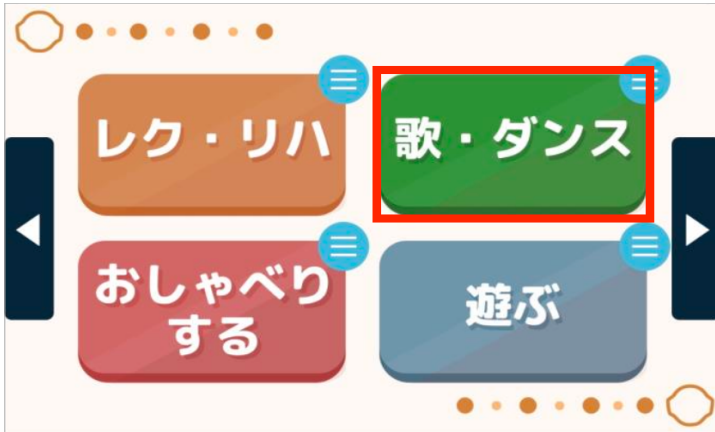 レク・リハ
歌・ダンス
おしゃべり
する
遊ぶ